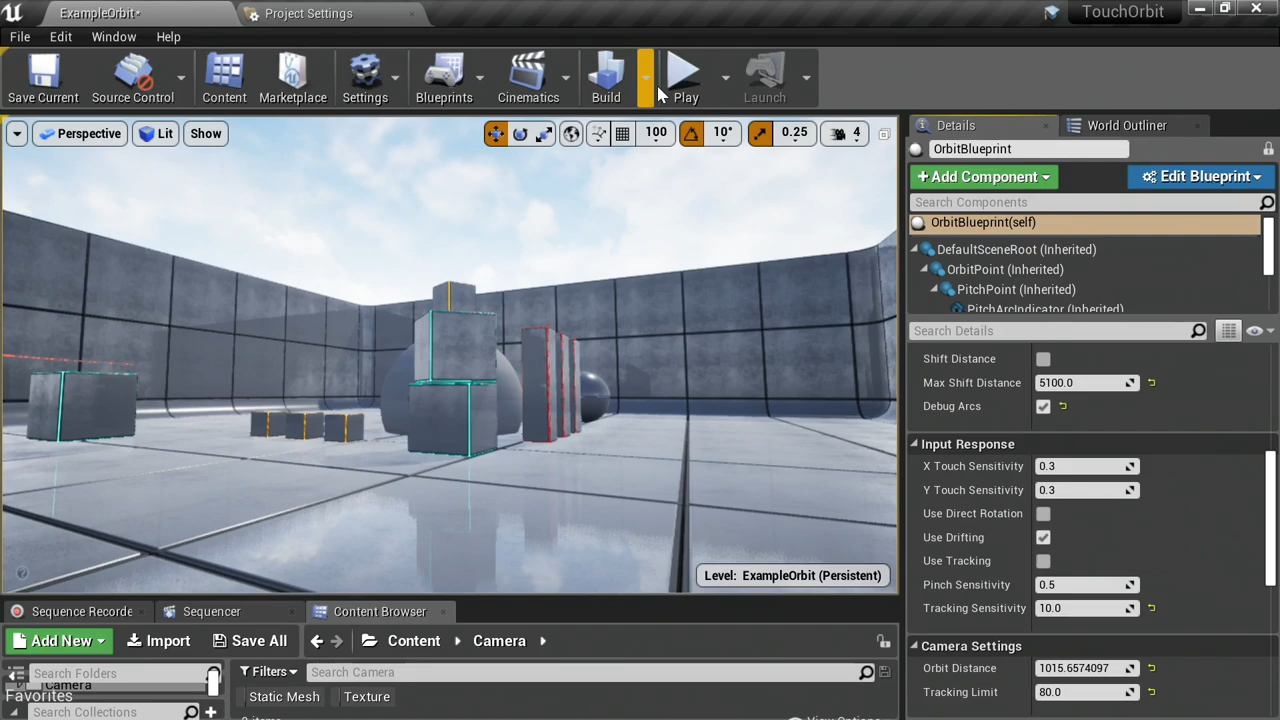 ExampleOrbit*
Project Settings
TouchOrbit
File Edit Window Help
Save Current
Source Control
Content
Marketplace
Settings
Blueprints
Cinematics
Build
Play
Launch
Perspective
Lit
Show
100
10°
0.25
4
Level: ExampleOrbit (Persistent)
Details
World Outliner
OrbitBlueprint
+Add Component
Edit Blueprint
Search Components
OrbitBlueprint(self)
DefaultSceneRoot (Inherited)
OrbitPoint (Inherited)
PitchPoint (Inherited)
PitchArcIndicator (Inherited)
Search Details
Shift Distance
Max Shift Distance 5100.0
Debug Arcs
Input Response
X Touch Sensitivity 0.3
Y Touch Sensitivity 0.3
Use Direct Rotation
Use Drifting
Use Tracking
Pinch Sensitivity 0.5
Tracking Sensitivity 10.0
Camera Settings
Orbit Distance 1015.6574097
Tracking Limit 80.0
Sequence Recorde
Sequencer
Content Browser
Add New
Import
Save All
Content
Camera
Search Folders
Camera
Favorites
Search Collections
Filters
Search Camera
Static Mesh
Texture
View Options